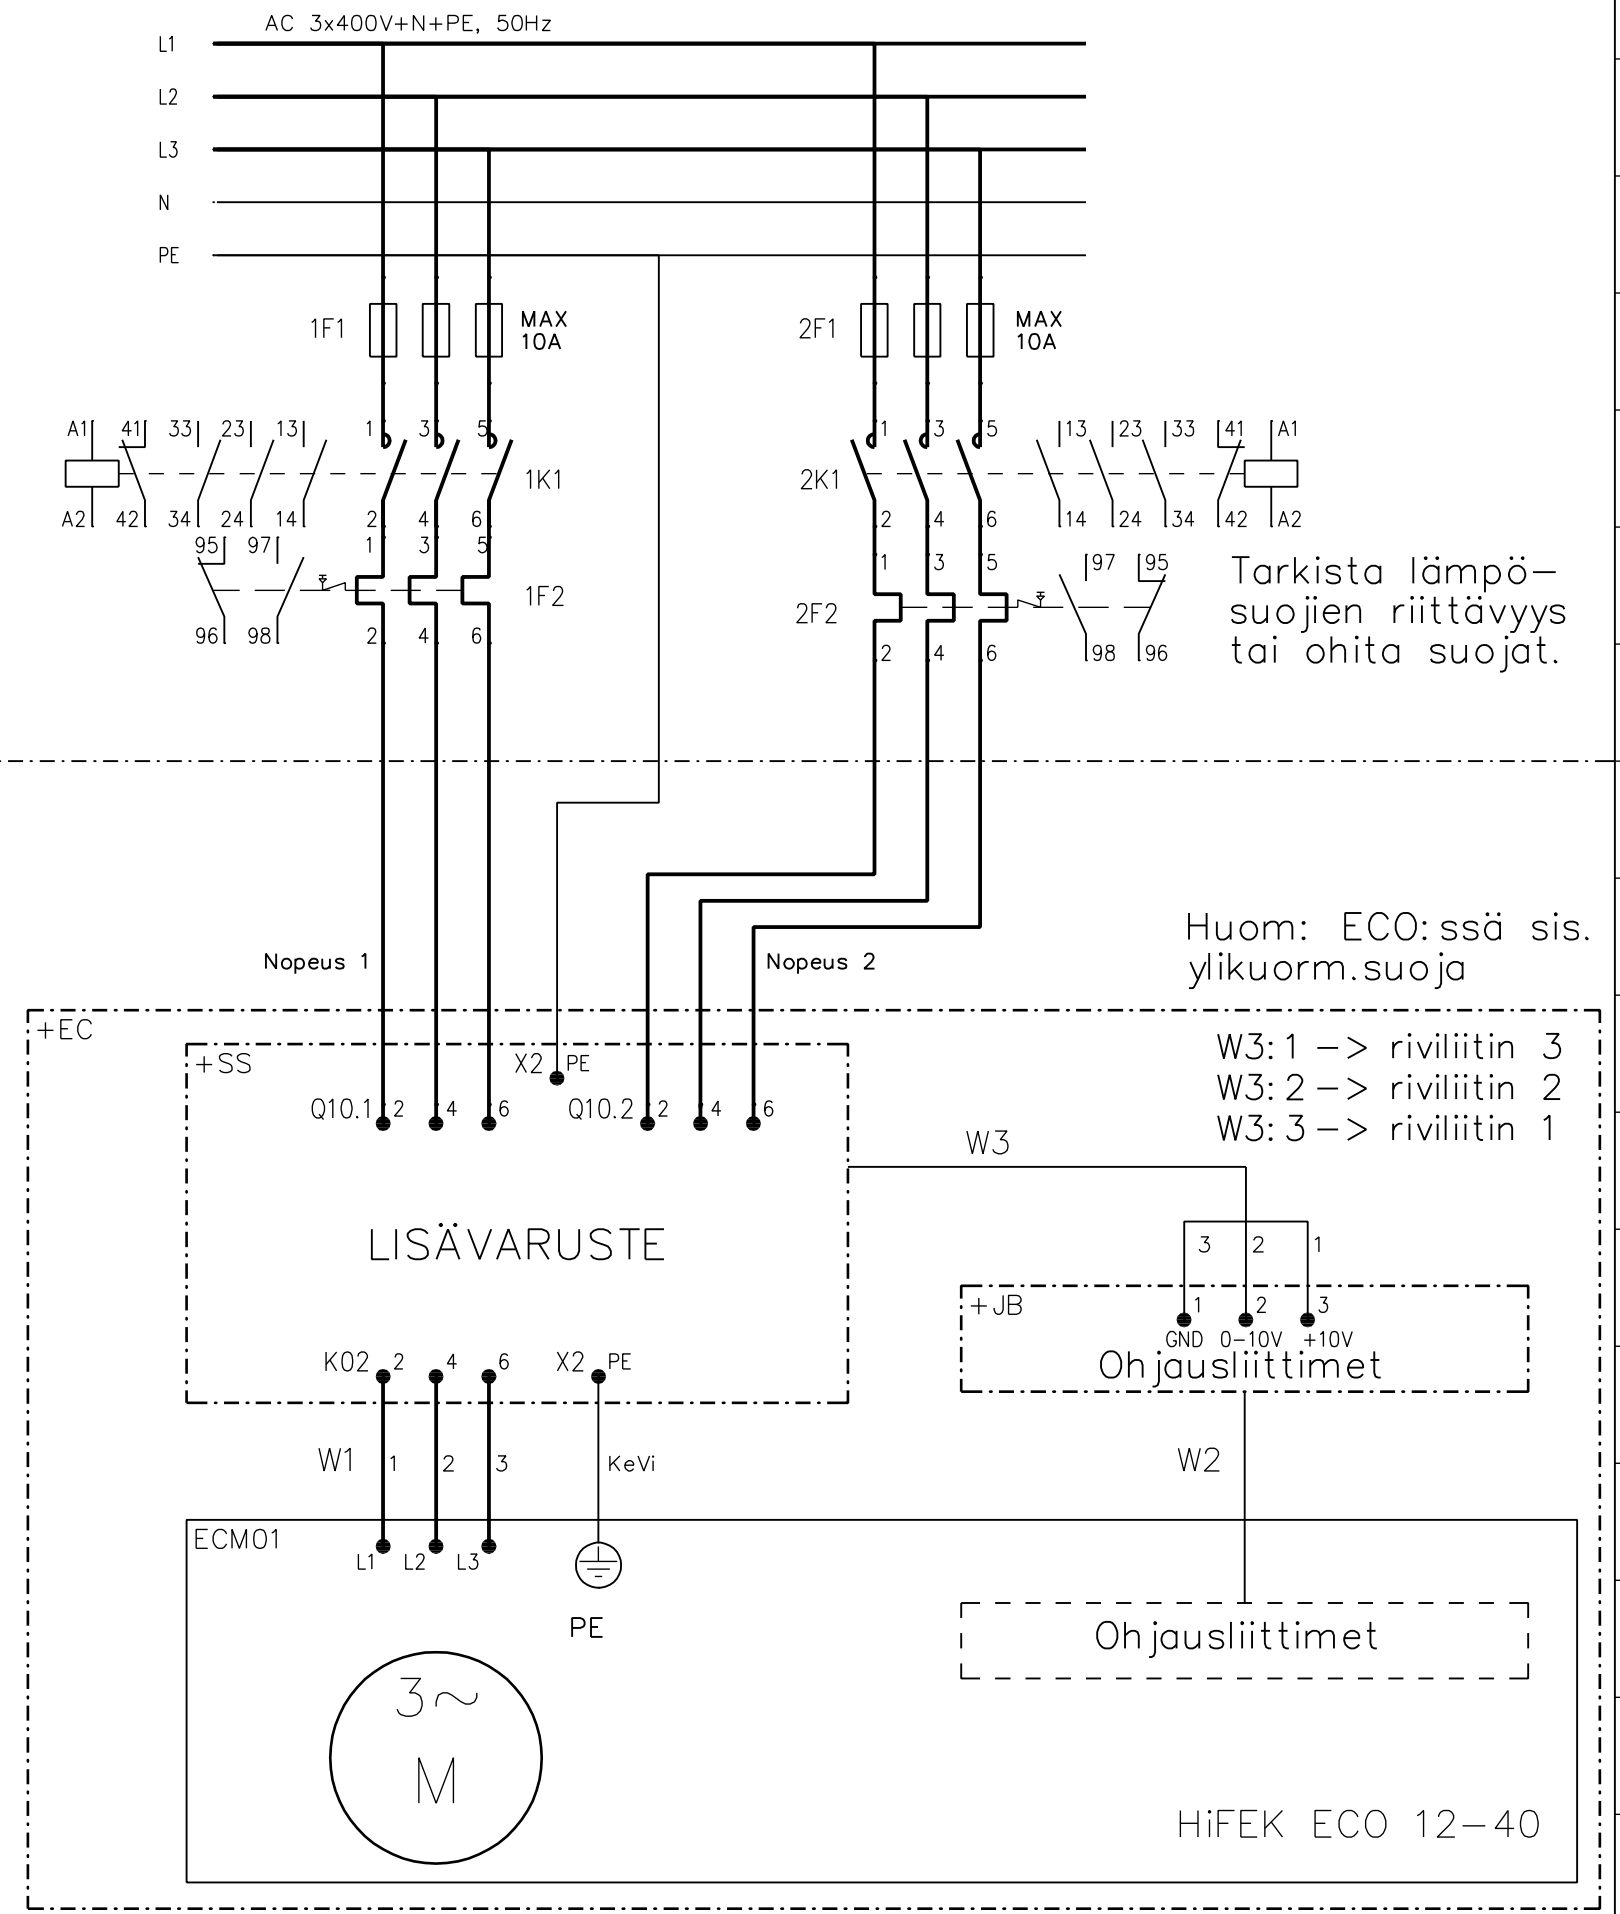 AC 3x400V+N+PE, 50Hz
L1
L2
L3
N
PE
1F1
MAX
10A
2F1
MAX
10A
A1 41 33 23 13 1 3 5
1 3 5 13 23 33 41 A1
1K1
2K1
A2 42 34 24 14 2 4 6
2 4 6 14 24 34 42 A2
95 97 1 3 5
1 3 5 97 95
1F2
2F2
96 98 2 4 6
2 4 6 98 96
Tarkista lämpö-
suojien riittävyys
tai ohita suojat.
Huom: ECO:ssä sis.
ylikuorm.suoja
Nopeus 1
Nopeus 2
+EC
+SS
X2 PE
Q10.1 2 4 6
Q10.2 2 4 6
W3:1 -> riviliitin 3
W3:2 -> riviliitin 2
W3:3 -> riviliitin 1
W3
LISÄVARUSTE
3 2 1
+JB
1 2 3
GND 0-10V +10V
Ohjausliittimet
K02 2 4 6
X2 PE
W1 1 2 3
KeVi
W2
ECM01
L1 L2 L3
PE
Ohjausliittimet
3~
M
HiFEK ECO 12-40